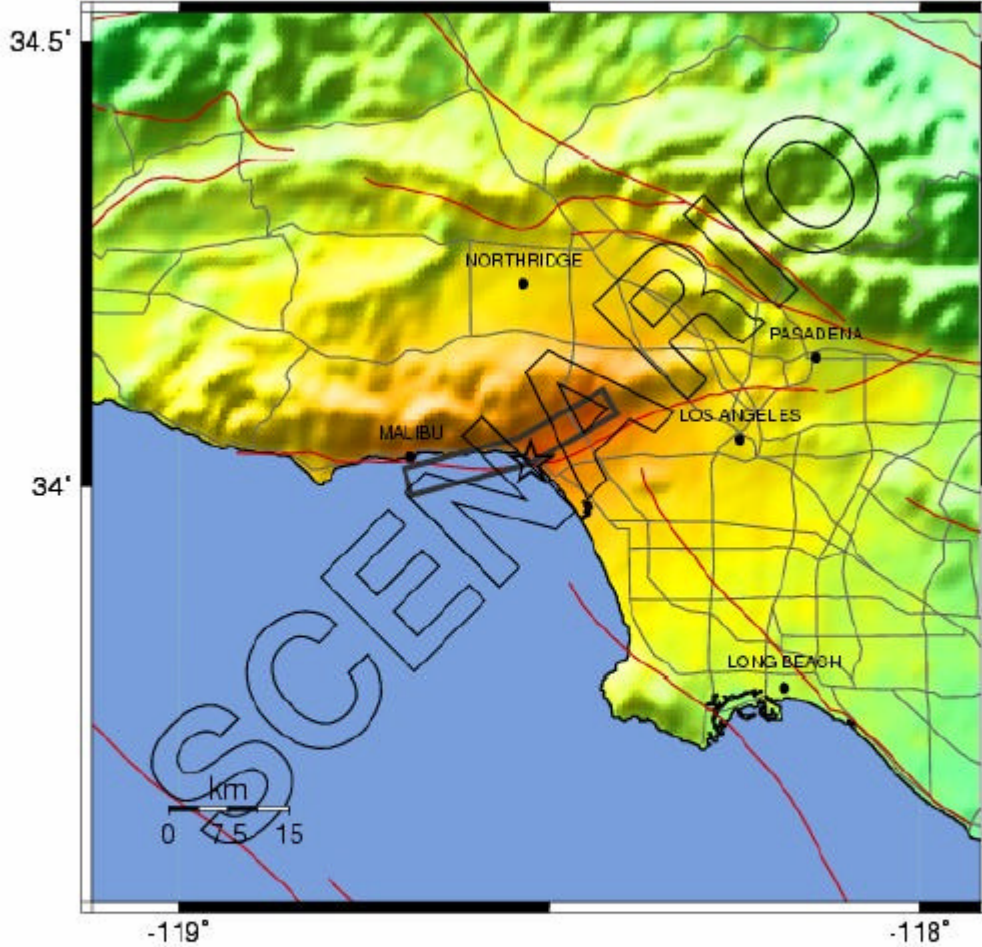 34.5°
NORTHRIDGE
PASADENA
LOS ANGELES
MALIBU
34°
SCENARIO
LONG BEACH
km
0 7.5 15
-119° -118°